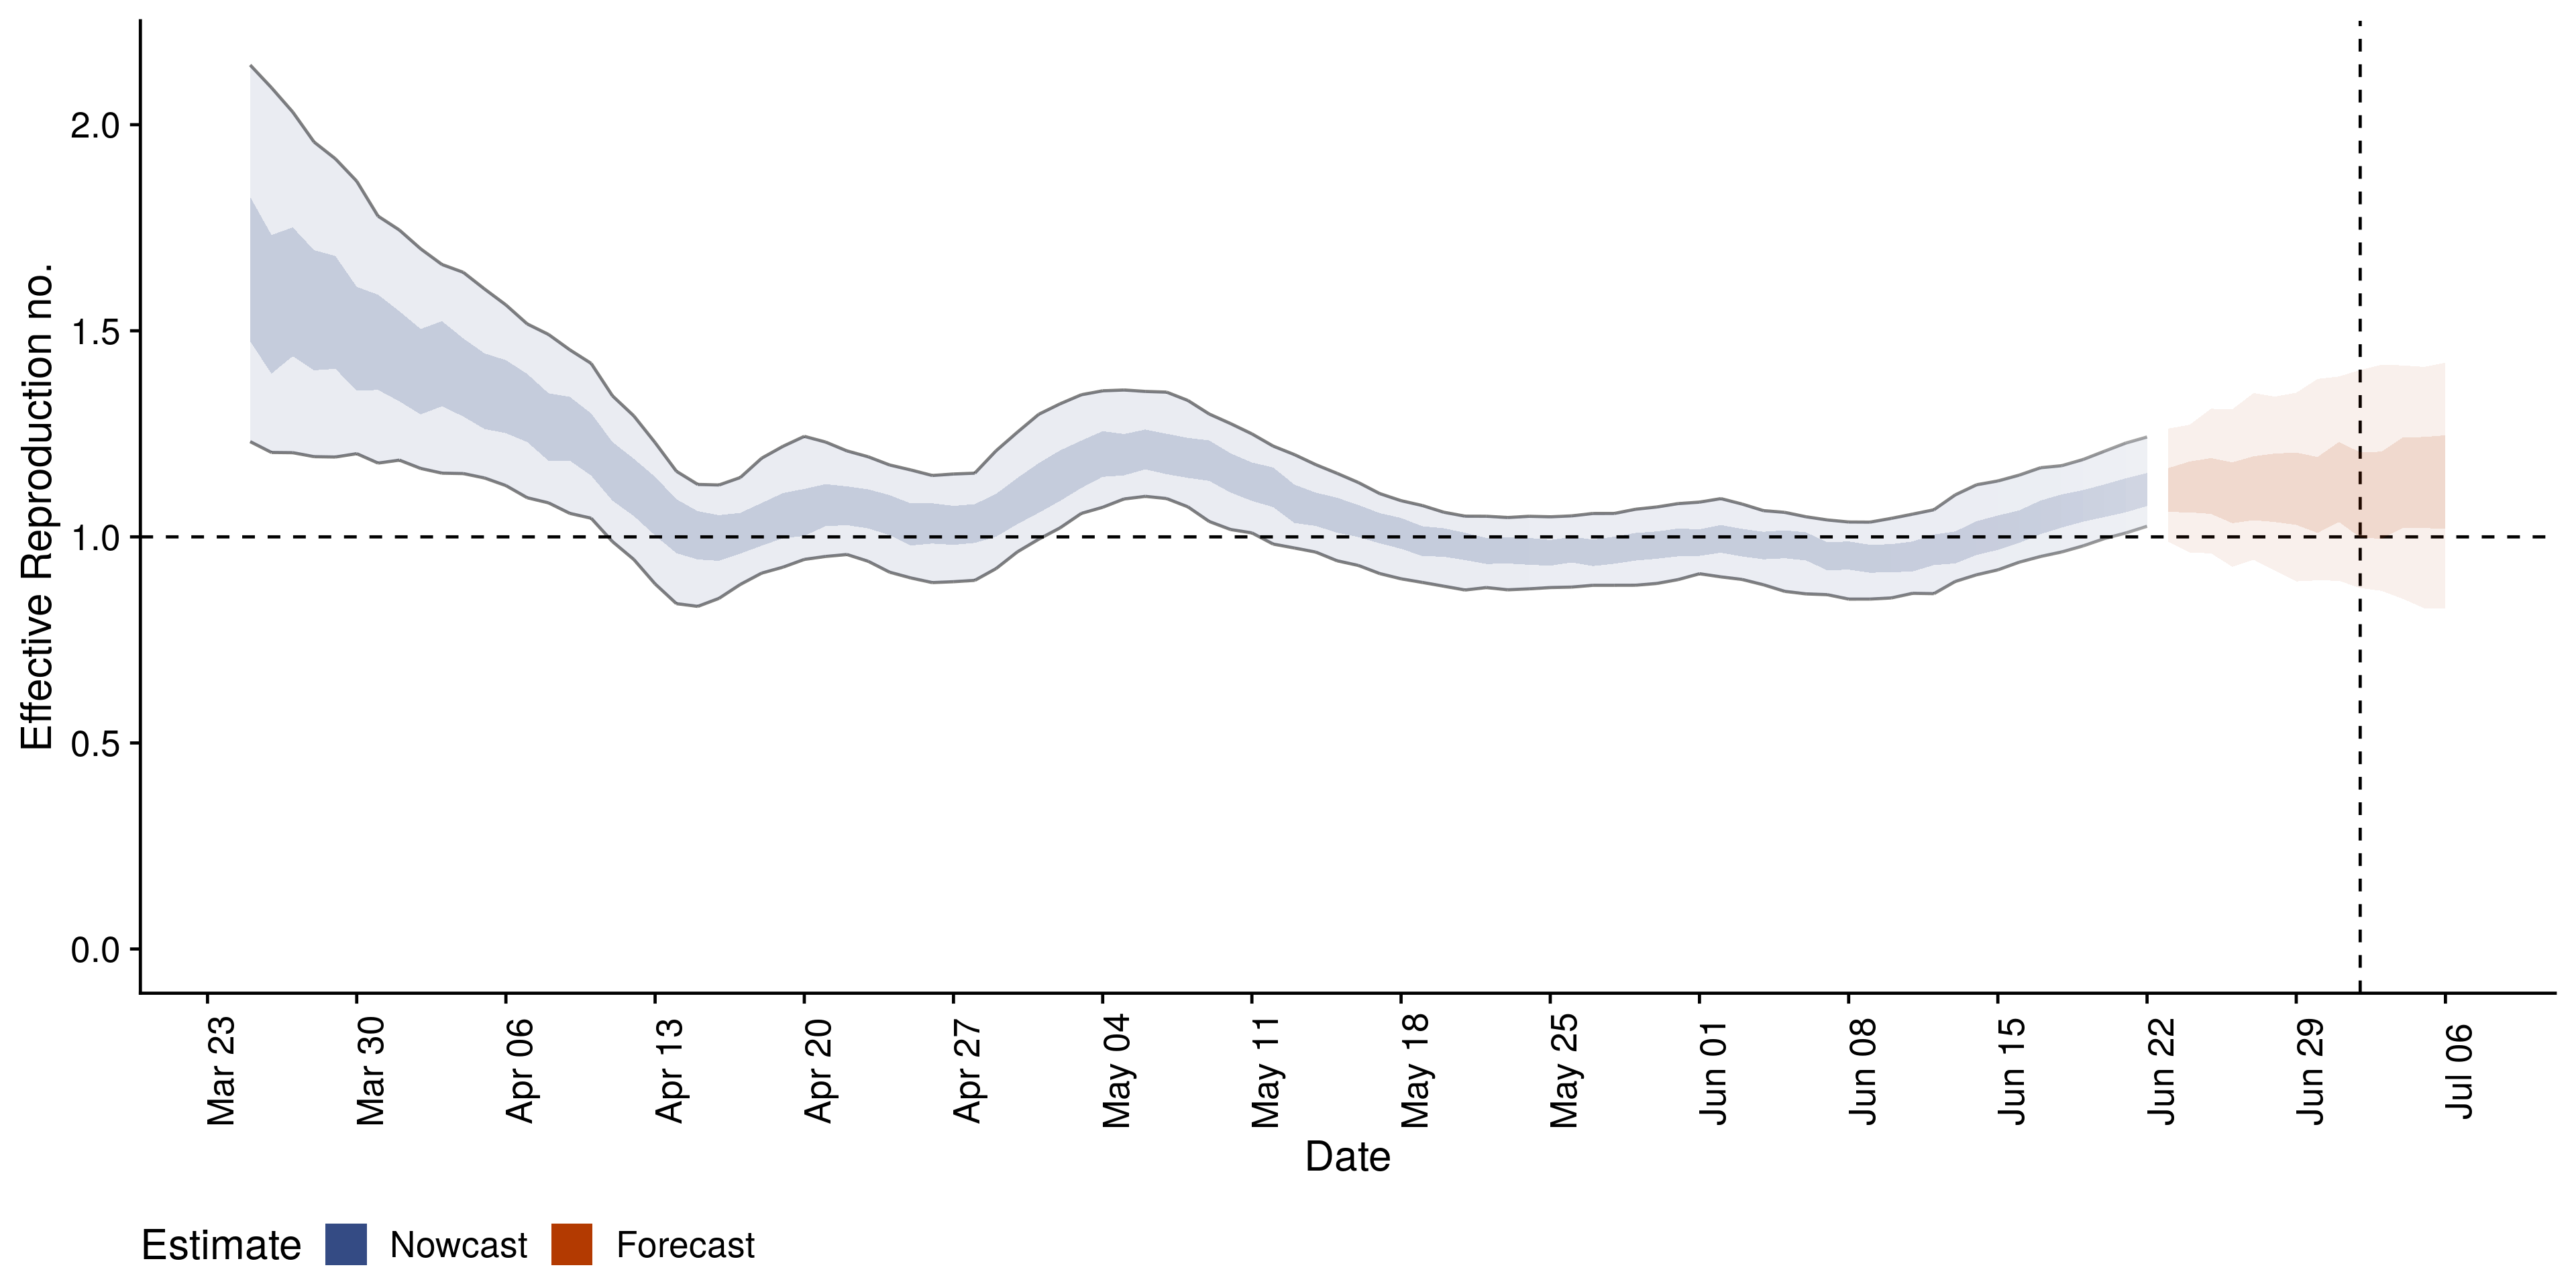 Effective Reproduction no.
2.0
1.5
1.0
0.5
0.0
Mar 23
Mar 30
Apr 06
Apr 13
Apr 20
Apr 27
May 04
May 11
May 18
May 25
Jun 01
Jun 08
Jun 15
Jun 22
Jun 29
Jul 06
Date
Estimate Nowcast Forecast